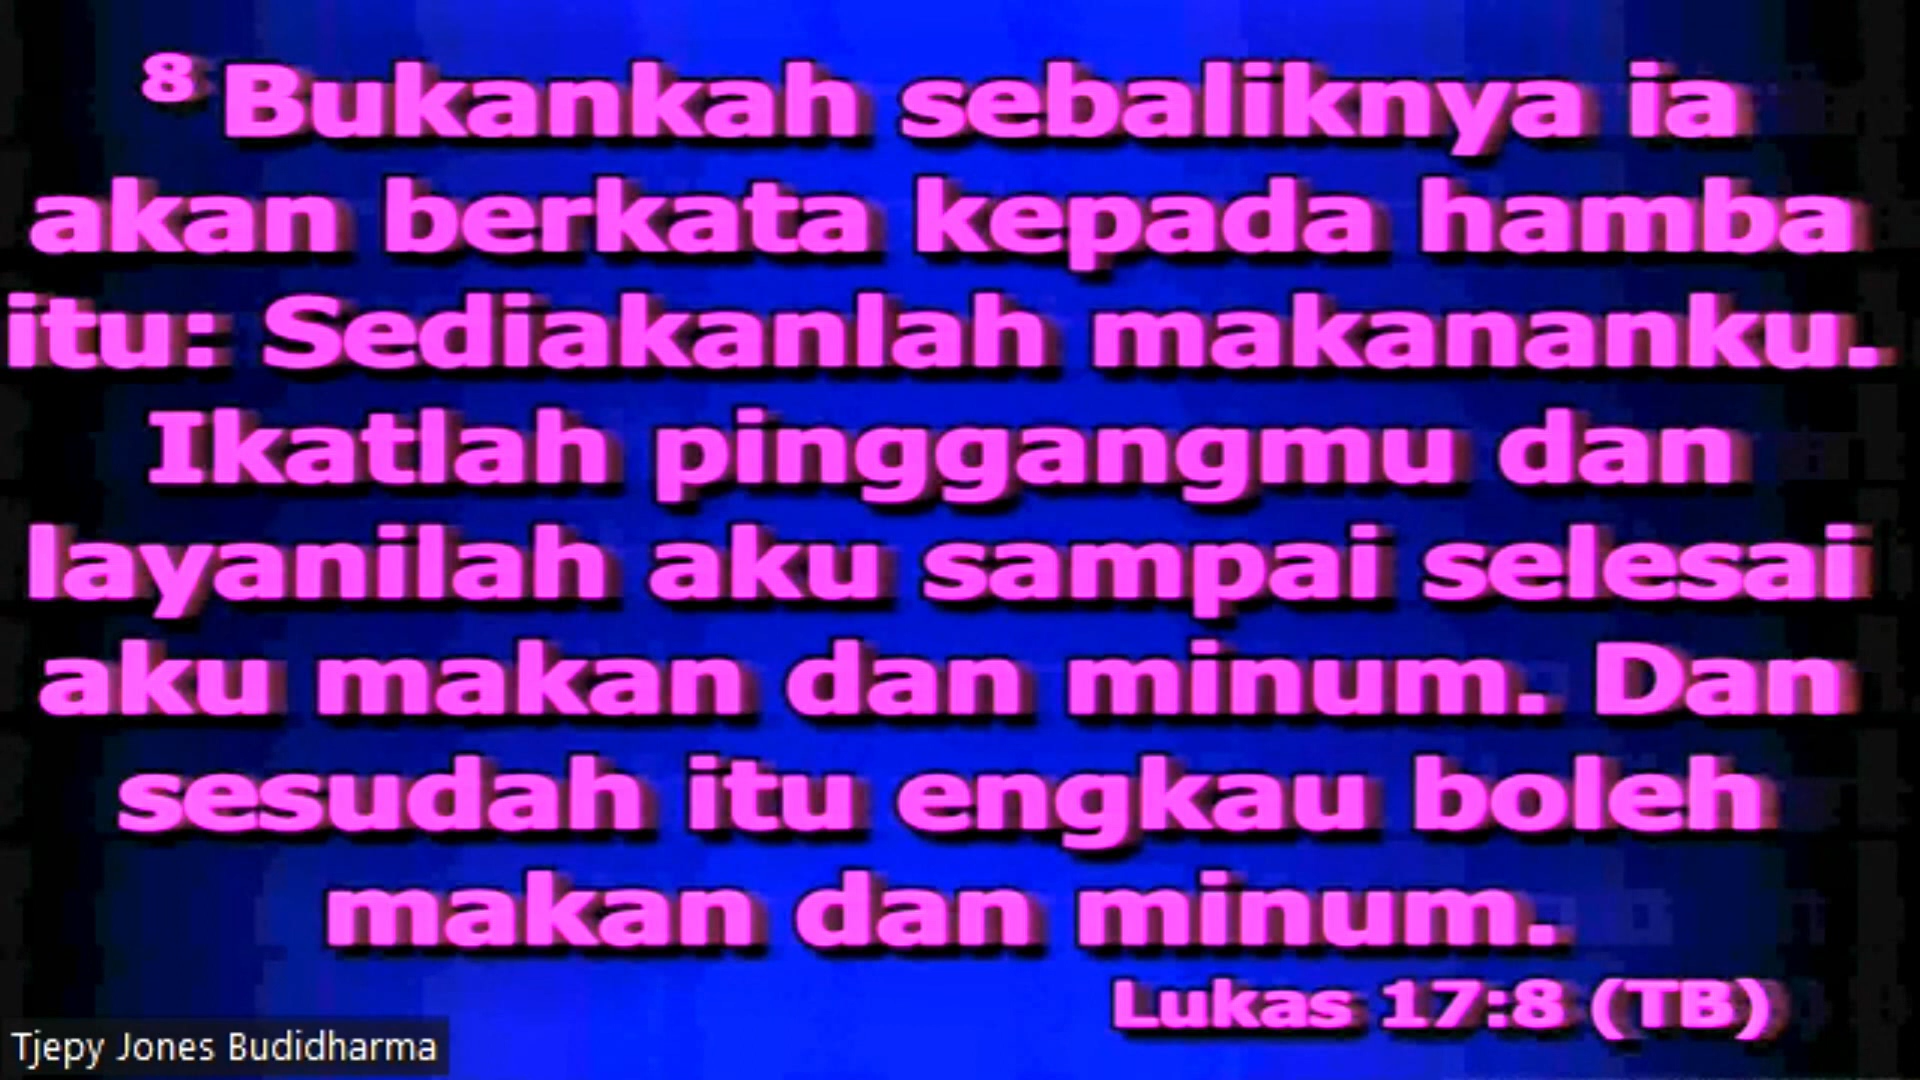 8 Bukankah sebaliknya ia
akan berkata kepada hamba
itu: Sediakanlah makananku.
Ikatlah pinggangmu dan
layanilah aku sampai selesai
aku makan dan minum. Dan
sesudah itu engkau boleh
makan dan minum.
Lukas 17:8 (TB)
Tjepy Jones Budidharma